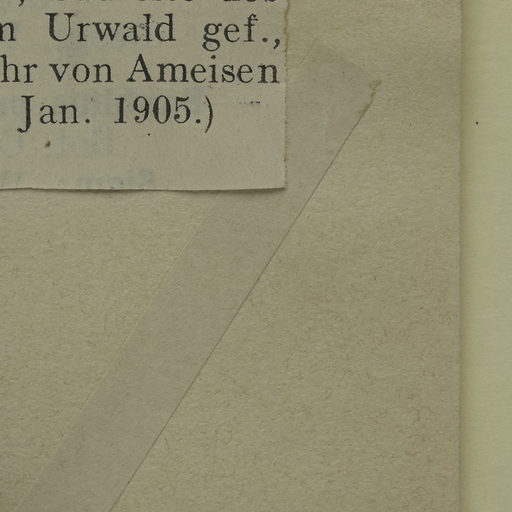 n Urwald gef.,
hr von Ameisen
Jan. 1905.)